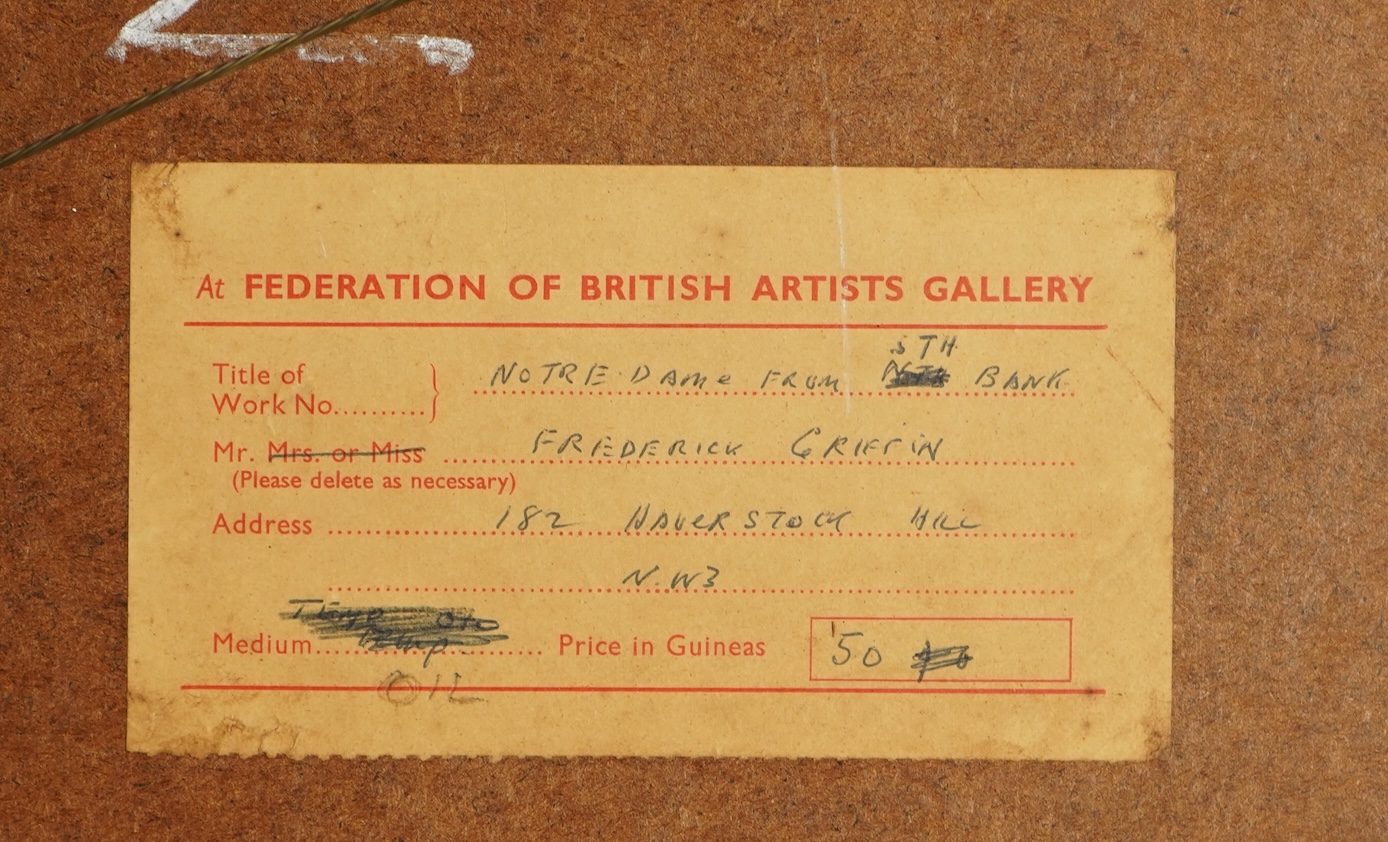 At FEDERATION OF BRITISH ARTISTS GALLERY
STH
Title of NOTRE DAME FROM BANK
Work No..........
Mr. Mrs. or Miss FREDERICK GRIFFIN
(Please delete as necessary)
Address 182 HAVERSTOCK HILL
N.W3
Medium Price in Guineas 50
OIL